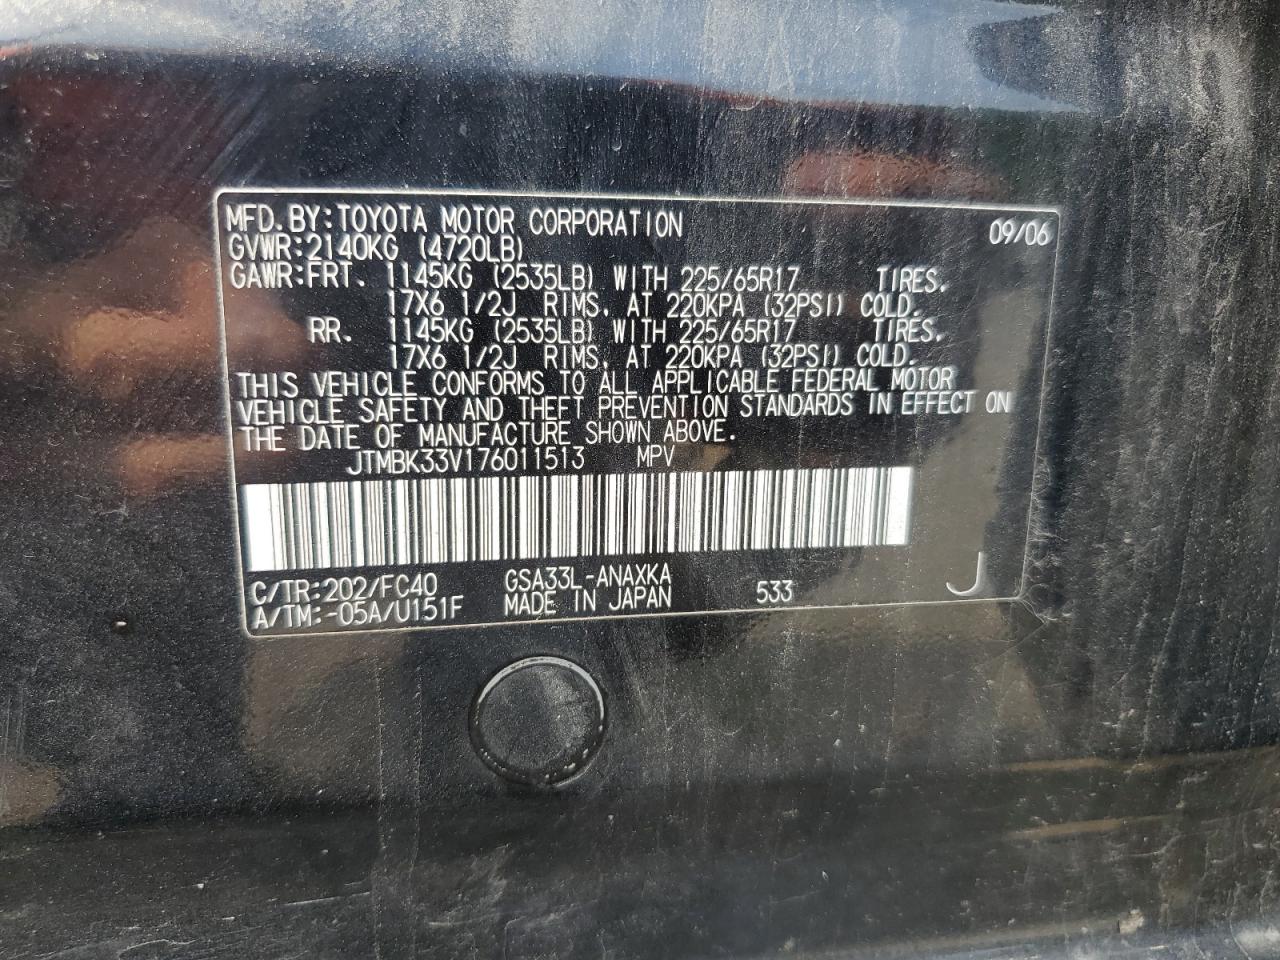 MFD.BY:TOYOTA MOTOR CORPORATION 09/06
GVWR:2140KG (4720LB)
GAWR:FRT. 1145KG (2535LB) WITH 225/65R17 TIRES.
17X6 1/2J RIMS, AT 220KPA (32PSI) COLD.
RR. 1145KG (2535LB) WITH 225/65R17 TIRES.
17X6 1/2J RIMS, AT 220KPA (32PSI) COLD.
THIS VEHICLE CONFORMS TO ALL APPLICABLE FEDERAL MOTOR
VEHICLE SAFETY AND THEFT PREVENTION STANDARDS IN EFFECT ON
THE DATE OF MANUFACTURE SHOWN ABOVE.
JTMBK33V176011513 MPV
C/TR:202/FC40 GSA33L-ANAXKA 533 J
A/TM:-05A/U151F MADE IN JAPAN